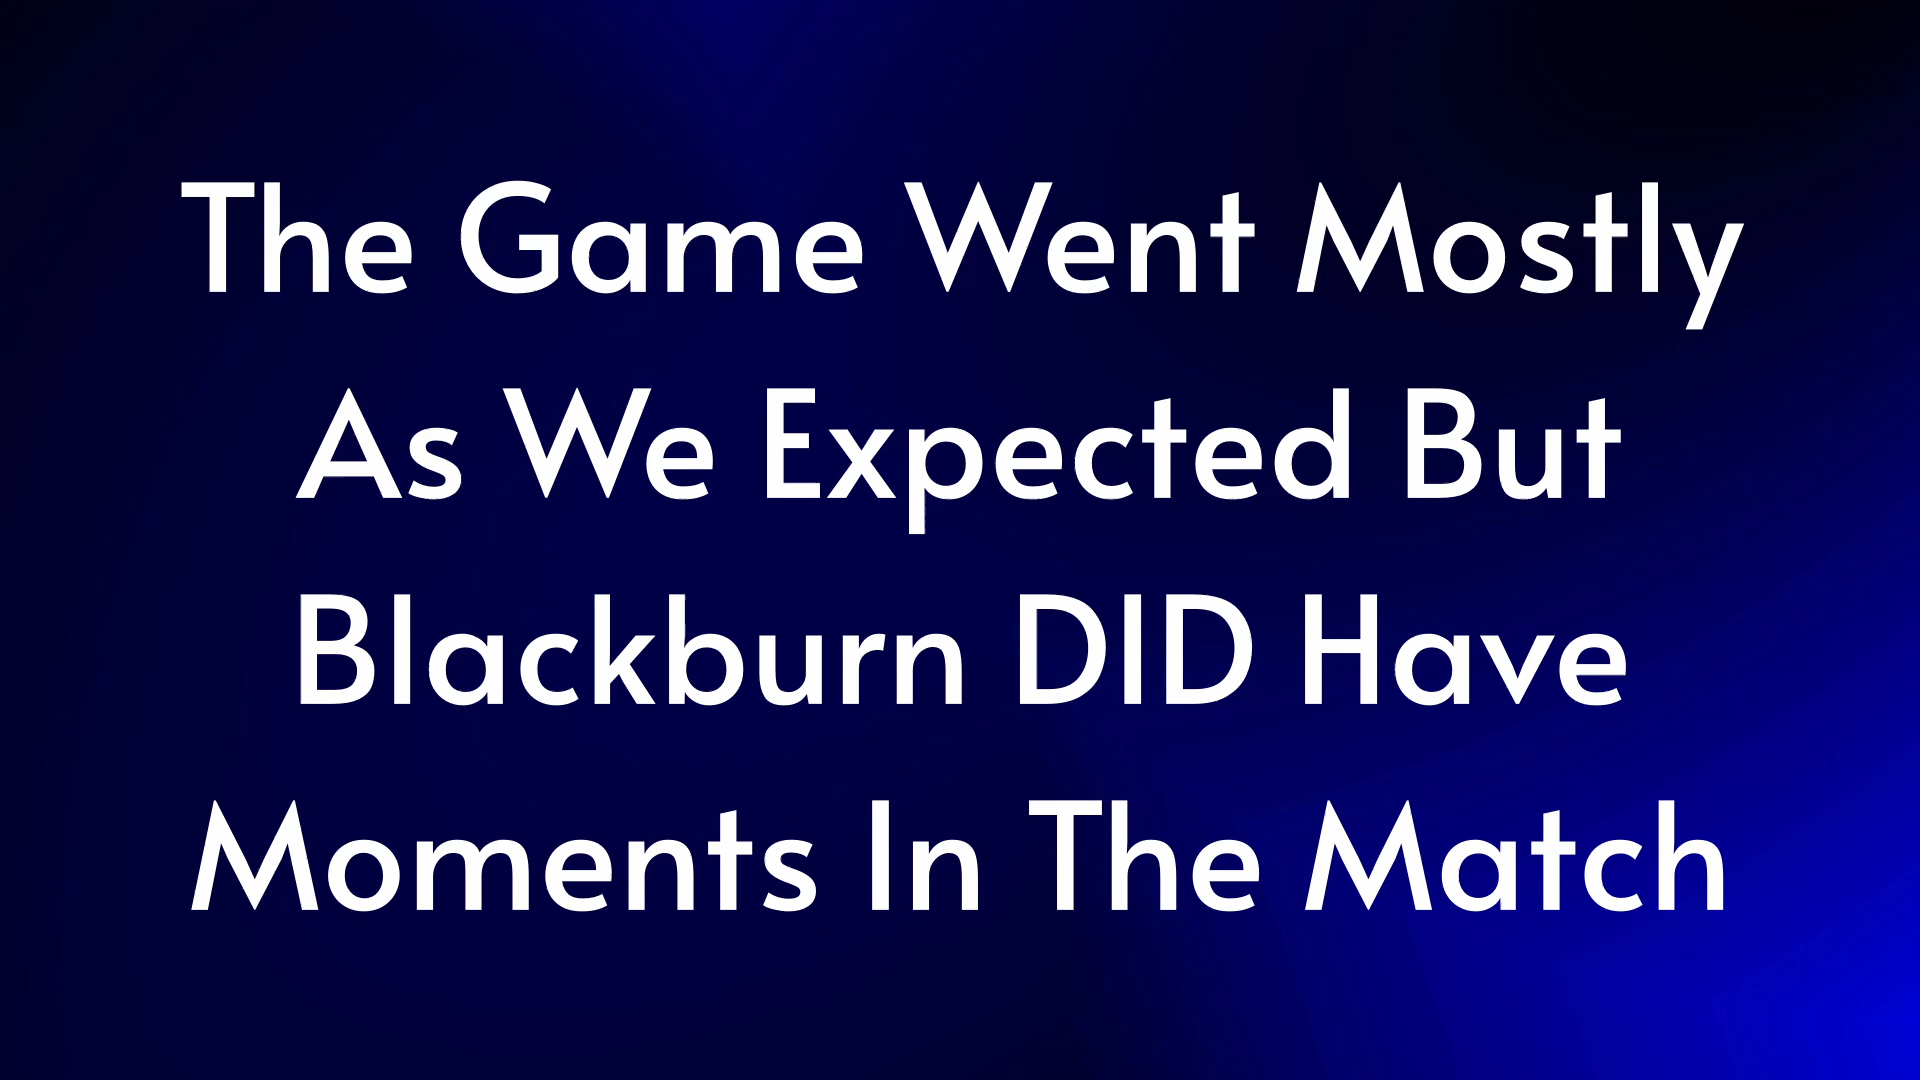 The Game Went Mostly
As We Expected But
Blackburn DID Have
Moments In The Match